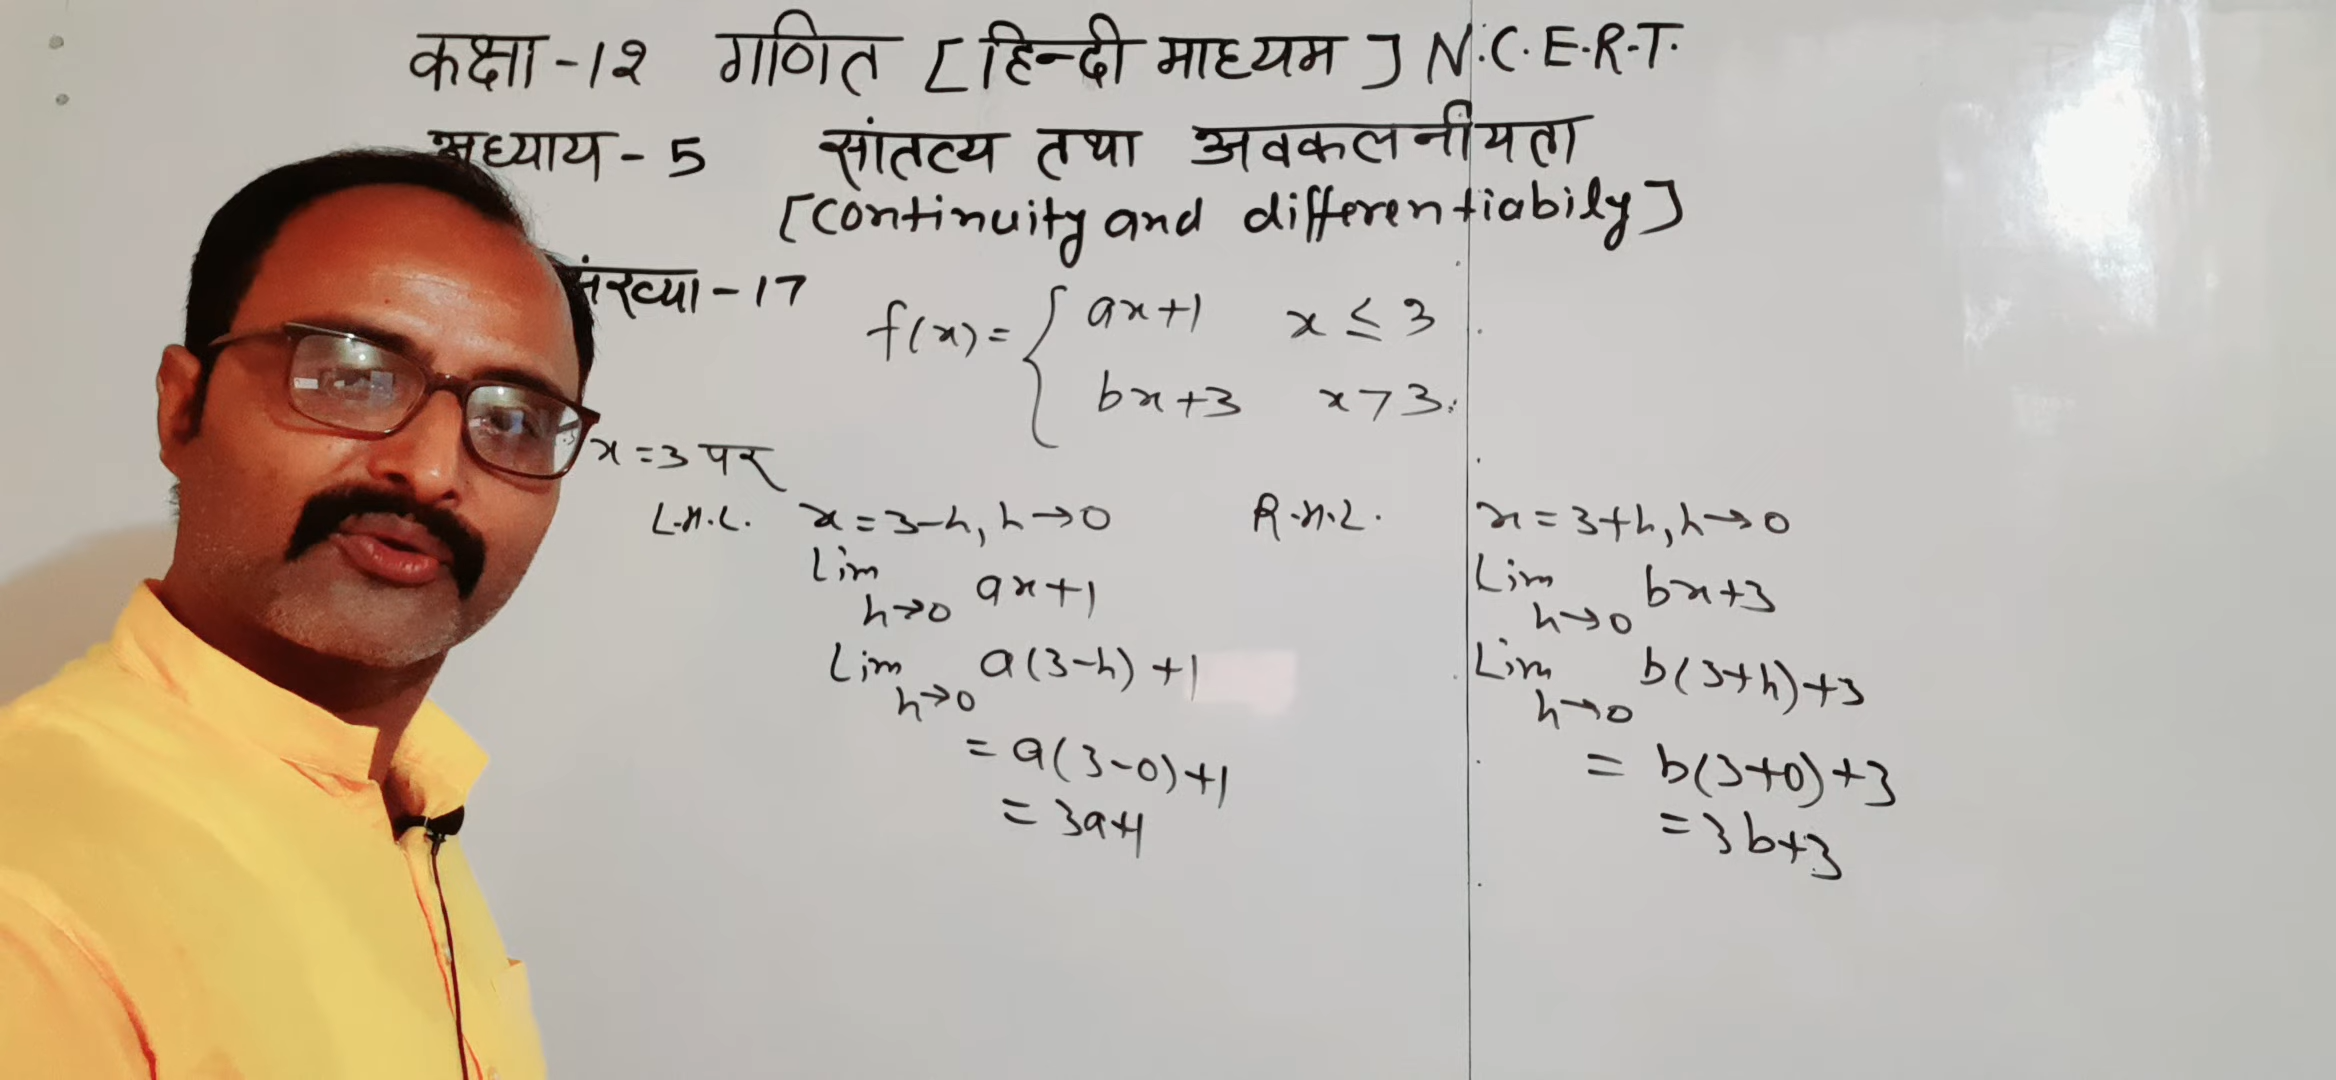 कक्षा-12 गणित [हिन्दी माध्यम] N.C.E.R.T.
अध्याय-5 सांतत्य तथा अवकलनीयता
[continuity and differentiabily]
संख्या-17
f(x)= { ax+1 x ≤ 3
bx+3 x>3.
x=3 पर
L.H.L. x=3-h, h→0
Lim h→0 ax+1
Lim h→0 a(3-h)+1
= a(3-0)+1
= 3a+1
R.H.L. x=3+h, h→0
Lim h→0 bx+3
Lim h→0 b(3+h)+3
= b(3+0)+3
= 3b+3